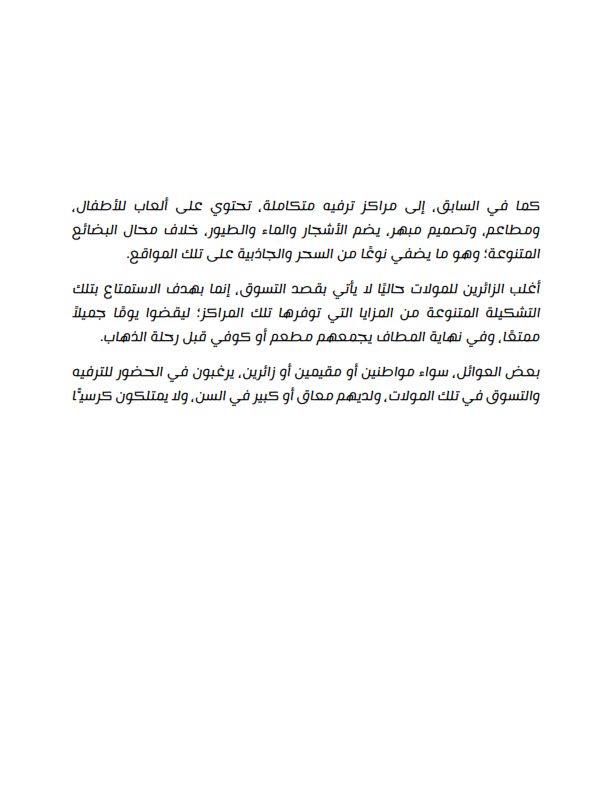 كما في السابق، إلى مراكز ترفيه متكاملة، تحتوي على ألعاب للأطفال،
ومطاعم، وتصميم مبهر، يضم الأشجار والماء والطيور، خلاف محال البضائع
المتنوعة؛ وهو ما يضفي نوعًا من السحر والجاذبية على تلك المواقع.
أغلب الزائرين للمولات حاليًا لا يأتي بقصد التسوق، إنما بهدف الاستمتاع بتلك
التشكيلة المتنوعة من المزايا التي توفرها تلك المراكز؛ ليقضوا يومًا جميلاً
ممتعًا، وفي نهاية المطاف يجمعهم مطعم أو كوفي قبل رحلة الذهاب.
بعض العوائل، سواء مواطنين أو مقيمين أو زائرين، يرغبون في الحضور للترفيه
والتسوق في تلك المولات، ولديهم معاق أو كبير في السن، ولا يمتلكون كرسيًّا